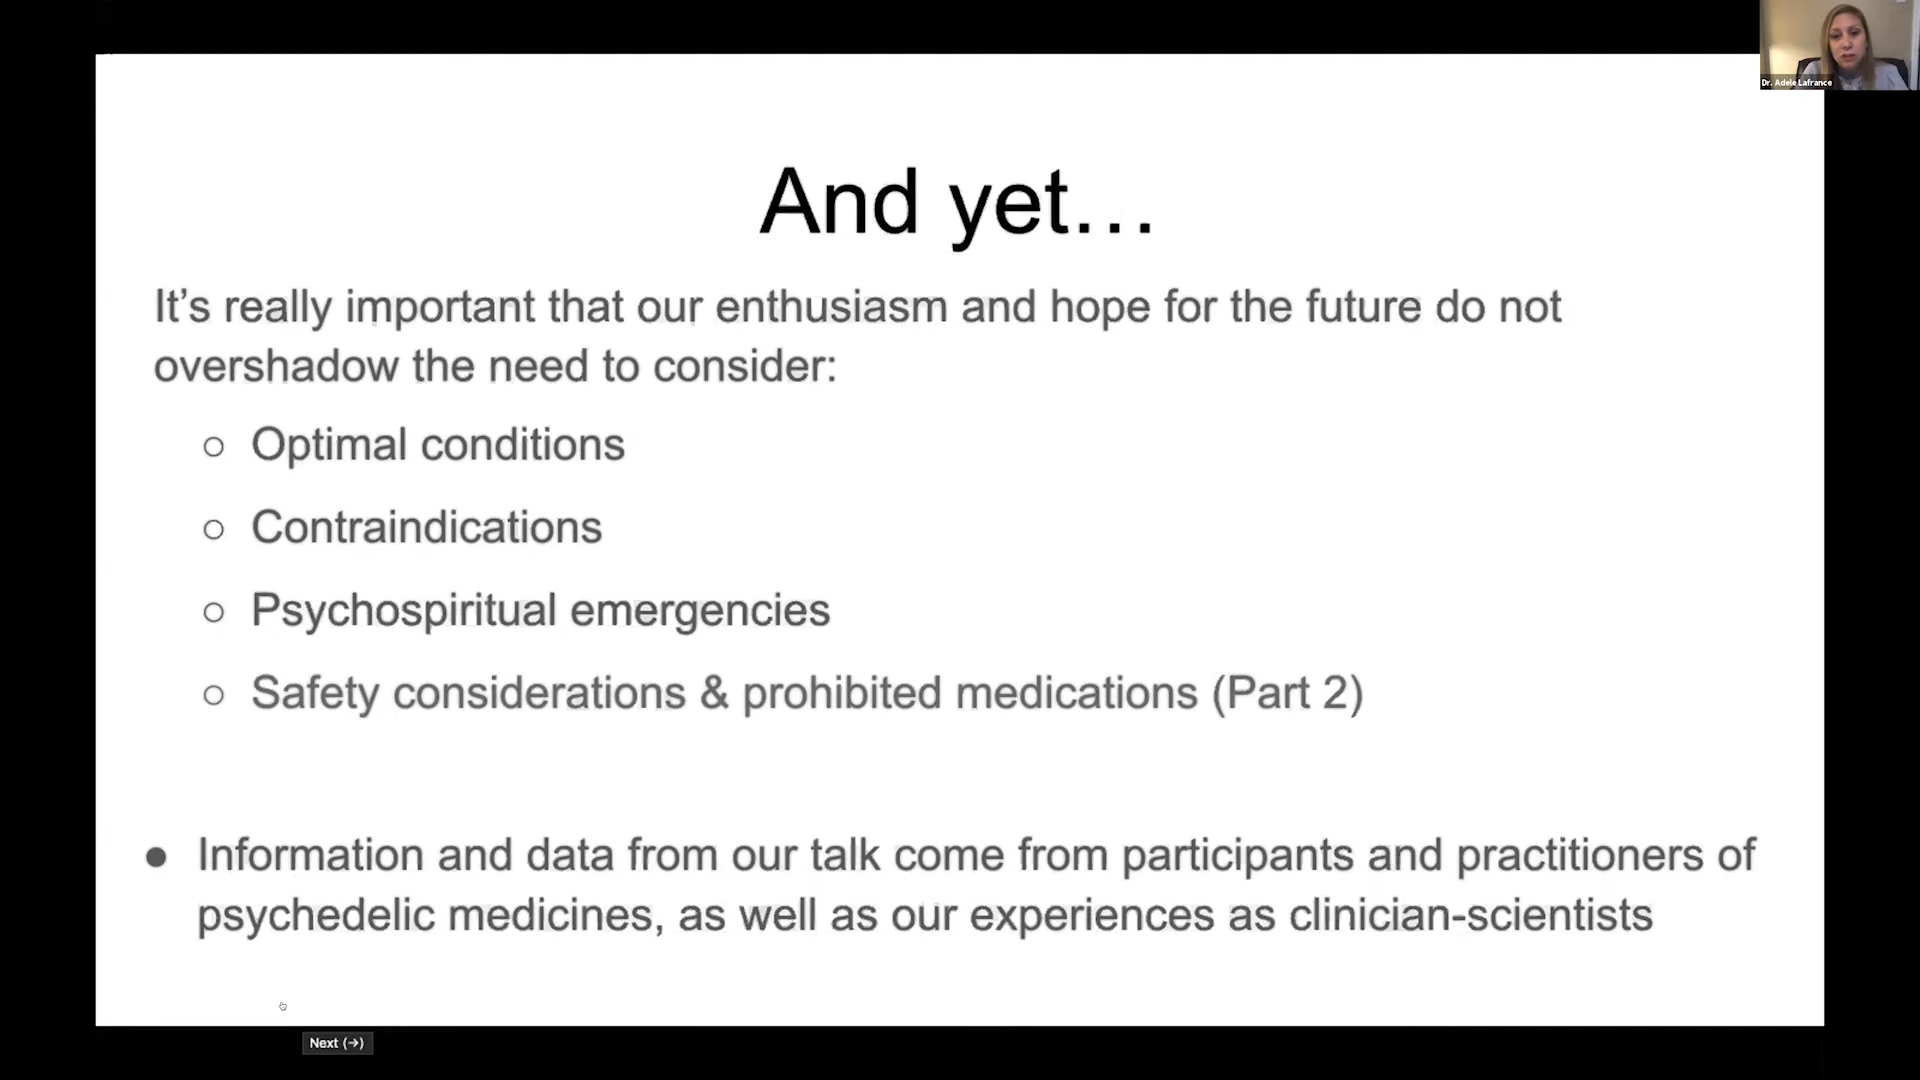 Dr. Adele Lafrance
And yet…
It’s really important that our enthusiasm and hope for the future do not
overshadow the need to consider:
○ Optimal conditions
○ Contraindications
○ Psychospiritual emergencies
○ Safety considerations & prohibited medications (Part 2)
● Information and data from our talk come from participants and practitioners of
psychedelic medicines, as well as our experiences as clinician-scientists
Next (→)